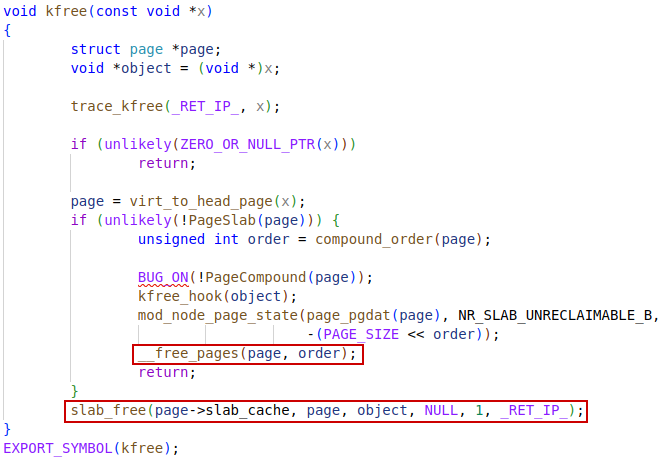 void kfree(const void *x)
{
        struct page *page;
        void *object = (void *)x;

        trace_kfree(_RET_IP_, x);

        if (unlikely(ZERO_OR_NULL_PTR(x)))
                return;

        page = virt_to_head_page(x);
        if (unlikely(!PageSlab(page))) {
                unsigned int order = compound_order(page);

                BUG_ON(!PageCompound(page));
                kfree_hook(object);
                mod_node_page_state(page_pgdat(page), NR_SLAB_UNRECLAIMABLE_B,
                                    -(PAGE_SIZE << order));
                __free_pages(page, order);
                return;
        }
        slab_free(page->slab_cache, page, object, NULL, 1, _RET_IP_);
}
EXPORT_SYMBOL(kfree);